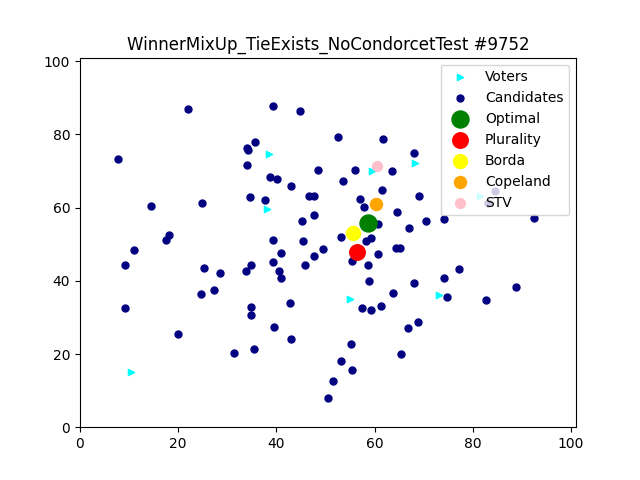 WinnerMixUp_TieExists_NoCondorcetTest #9752
100
80
60
40
20
0
0
20
40
60
80
100
Voters
Candidates
Optimal
Plurality
Borda
Copeland
STV